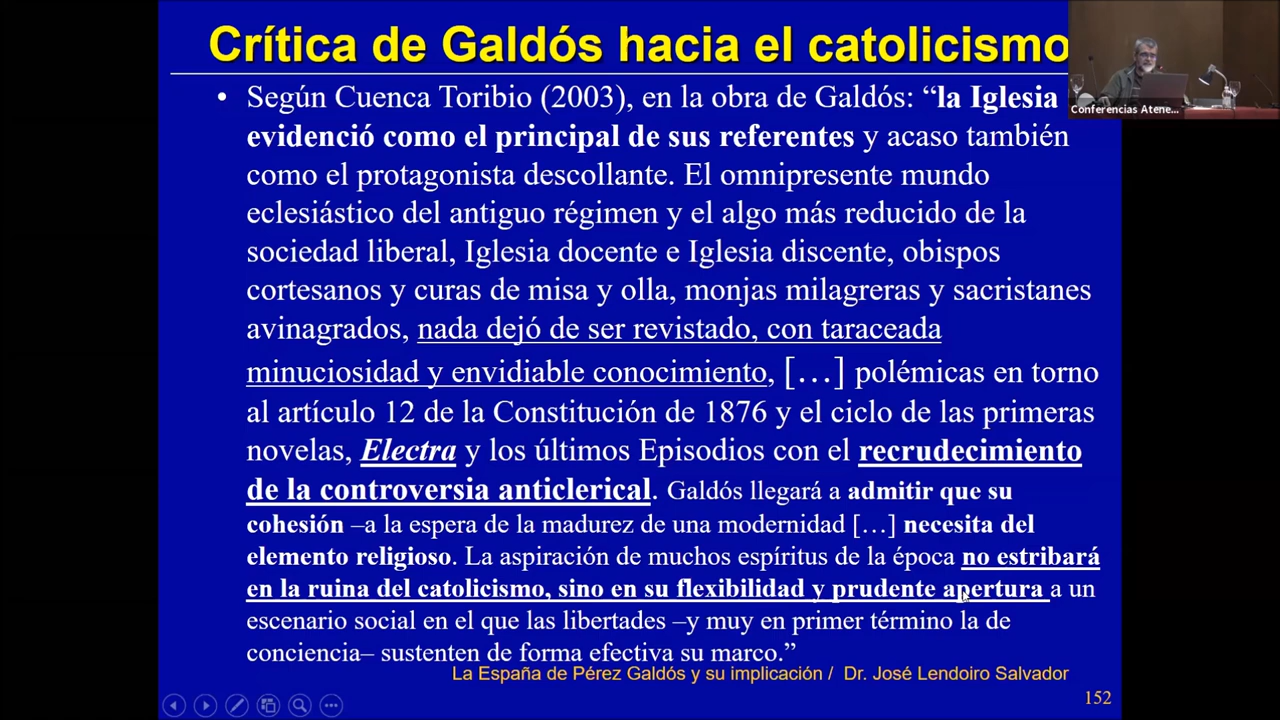 Crítica de Galdós hacia el catolicismo
Conferencias Atene...
• Según Cuenca Toribio (2003), en la obra de Galdós: “la Iglesia
evidenció como el principal de sus referentes y acaso también
como el protagonista descollante. El omnipresente mundo
eclesiástico del antiguo régimen y el algo más reducido de la
sociedad liberal, Iglesia docente e Iglesia discente, obispos
cortesanos y curas de misa y olla, monjas milagreras y sacristanes
avinagrados, nada dejó de ser revistado, con taraceada
minuciosidad y envidiable conocimiento, […] polémicas en torno
al artículo 12 de la Constitución de 1876 y el ciclo de las primeras
novelas, Electra y los últimos Episodios con el recrudecimiento
de la controversia anticlerical. Galdós llegará a admitir que su
cohesión –a la espera de la madurez de una modernidad […] necesita del
elemento religioso. La aspiración de muchos espíritus de la época no estribará
en la ruina del catolicismo, sino en su flexibilidad y prudente apertura a un
escenario social en el que las libertades –y muy en primer término la de
conciencia– sustenten de forma efectiva su marco.”
La España de Pérez Galdós y su implicación / Dr. José Lendoiro Salvador
152